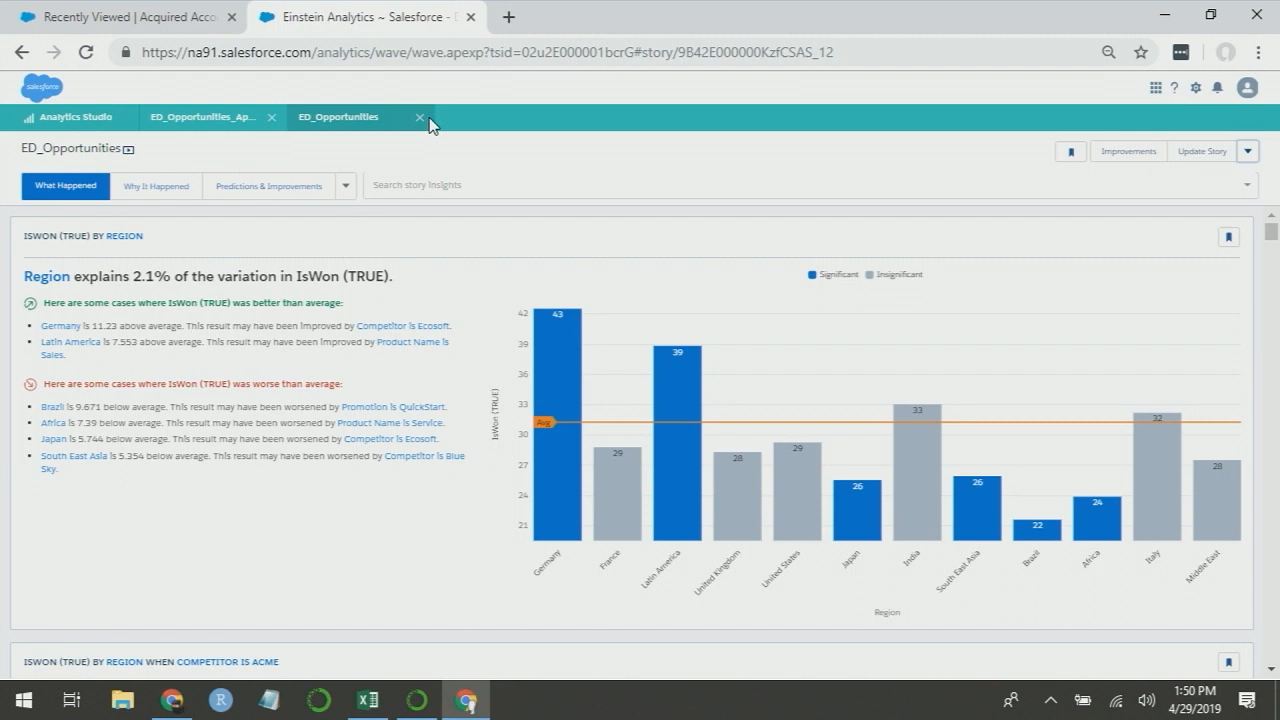 Recently Viewed | Acquired Acco
Einstein Analytics ~ Salesforce -
https://na91.salesforce.com/analytics/wave/wave.apexp?tsid=02u2E000001bcrG#story/9B42E000000KzfCSAS_12
salesforce
Analytics Studio
ED_Opportunities_Ap...
ED_Opportunities
ED_Opportunities
Improvements
Update Story
What Happened
Why It Happened
Predictions & Improvements
Search story insights
ISWON (TRUE) BY REGION
Region explains 2.1% of the variation in IsWon (TRUE).
Here are some cases where IsWon (TRUE) was better than average:
• Germany is 11.23 above average. This result may have been improved by Competitor is Ecosoft.
• Latin America is 7.553 above average. This result may have been improved by Product Name is
Sales.
Here are some cases where IsWon (TRUE) was worse than average:
• Brazil is 9.671 below average. This result may have been worsened by Promotion is QuickStart.
• Africa is 7.39 below average. This result may have been worsened by Product Name is Service.
• Japan is 5.744 below average. This result may have been worsened by Competitor is Ecosoft.
• South East Asia is 5.354 below average. This result may have been worsened by Competitor is Blue
Sky.
Significant Insignificant
IsWon (TRUE)
42
39
36
33
30
27
24
21
Avg
43
29
39
28
29
26
33
26
22
24
32
28
Germany
France
Latin America
United Kingdom
United States
Japan
India
South East Asia
Brazil
Africa
Italy
Middle East
Region
ISWON (TRUE) BY REGION WHEN COMPETITOR IS ACME
R
1:50 PM
4/29/2019